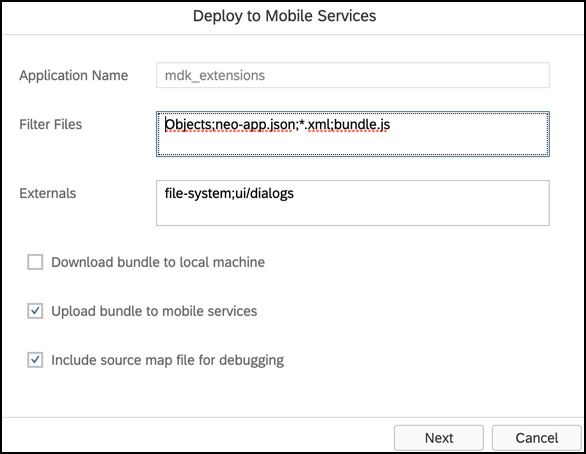 Deploy to Mobile Services
Application Name
mdk_extensions
Filter Files
Objects;neo-app.json;*.xml;bundle.js
Externals
file-system;ui/dialogs
Download bundle to local machine
Upload bundle to mobile services
Include source map file for debugging
Next
Cancel